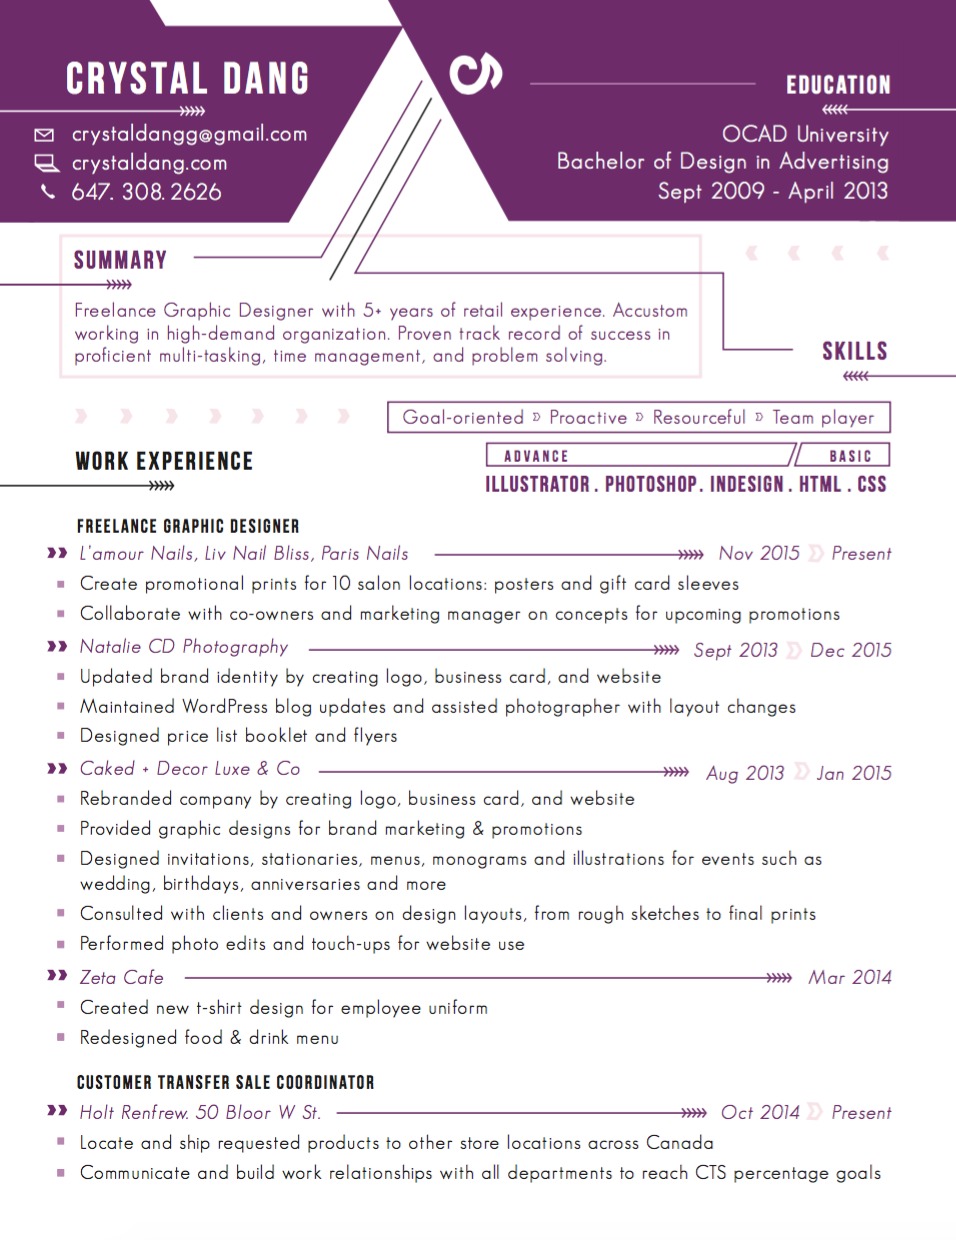 CRYSTAL DANG
crystaldangg@gmail.com
crystaldang.com
647. 308. 2626
EDUCATION
OCAD University
Bachelor of Design in Advertising
Sept 2009 - April 2013
SUMMARY
Freelance Graphic Designer with 5+ years of retail experience. Accustom
working in high-demand organization. Proven track record of success in
proficient multi-tasking, time management, and problem solving.
SKILLS
Goal-oriented Proactive Resourceful Team player
ADVANCE BASIC
ILLUSTRATOR . PHOTOSHOP. INDESIGN . HTML . CSS
WORK EXPERIENCE
FREELANCE GRAPHIC DESIGNER
L'amour Nails, Liv Nail Bliss, Paris Nails Nov 2015 Present
Create promotional prints for 10 salon locations: posters and gift card sleeves
Collaborate with co-owners and marketing manager on concepts for upcoming promotions
Natalie CD Photography Sept 2013 Dec 2015
Updated brand identity by creating logo, business card, and website
Maintained WordPress blog updates and assisted photographer with layout changes
Designed price list booklet and flyers
Caked + Decor Luxe & Co Aug 2013 Jan 2015
Rebranded company by creating logo, business card, and website
Provided graphic designs for brand marketing & promotions
Designed invitations, stationaries, menus, monograms and illustrations for events such as
wedding, birthdays, anniversaries and more
Consulted with clients and owners on design layouts, from rough sketches to final prints
Performed photo edits and touch-ups for website use
Zeta Cafe Mar 2014
Created new t-shirt design for employee uniform
Redesigned food & drink menu
CUSTOMER TRANSFER SALE COORDINATOR
Holt Renfrew. 50 Bloor W St. Oct 2014 Present
Locate and ship requested products to other store locations across Canada
Communicate and build work relationships with all departments to reach CTS percentage goals